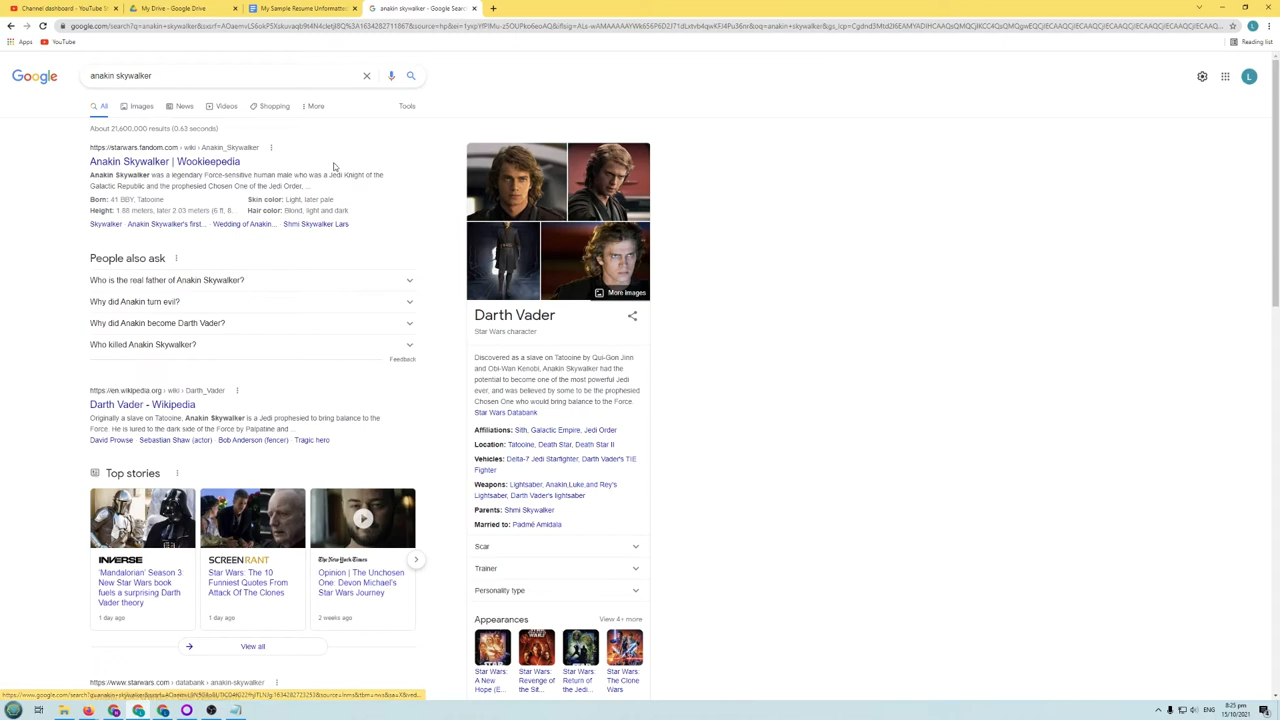 Channel dashboard - YouTube St
My Drive - Google Drive
My Sample Resume Unformatted
anakin skywalker - Google Search
google.com/search?q=anakin+skywalker
Apps
YouTube
Reading list
Google
anakin skywalker
L
All
Images
News
Videos
Shopping
More
Tools
About 21,600,000 results (0.63 seconds)
https://starwars.fandom.com › wiki › Anakin_Skywalker
Anakin Skywalker | Wookieepedia
Anakin Skywalker was a legendary Force-sensitive human male who was a Jedi Knight of the
Galactic Republic and the prophesied Chosen One of the Jedi Order, ...
Born: 41 BBY, Tatooine
Skin color: Light, later pale
Height: 1.88 meters, later 2.03 meters (6 ft, 8...
Hair color: Blond, light and dark
Skywalker · Anakin Skywalker's first... · Wedding of Anakin... · Shmi Skywalker Lars
People also ask
Who is the real father of Anakin Skywalker?
Why did Anakin turn evil?
Why did Anakin become Darth Vader?
Who killed Anakin Skywalker?
Feedback
https://en.wikipedia.org › wiki › Darth_Vader
Darth Vader - Wikipedia
Originally a slave on Tatooine, Anakin Skywalker is a Jedi prophesied to bring balance to the
Force. He is lured to the dark side of the Force by Palpatine and ...
David Prowse · Sebastian Shaw (actor) · Bob Anderson (fencer) · Tragic hero
Top stories
INVERSE
'Mandalorian' Season 3:
New Star Wars book
fuels a surprising Darth
Vader theory
1 day ago
SCREENRANT
Star Wars: The 10
Funniest Quotes From
Attack Of The Clones
1 day ago
The New York Times
Opinion | The Unchosen
One: Devon Michael's
Star Wars Journey
2 weeks ago
View all
https://www.starwars.com › databank › anakin-skywalker
More images
Darth Vader
Star Wars character
Discovered as a slave on Tatooine by Qui-Gon Jinn
and Obi-Wan Kenobi, Anakin Skywalker had the
potential to become one of the most powerful Jedi
ever, and was believed by some to be the prophesied
Chosen One who would bring balance to the Force.
Star Wars Databank
Affiliations: Sith, Galactic Empire, Jedi Order
Location: Tatooine, Death Star, Death Star II
Vehicles: Delta-7 Jedi Starfighter, Darth Vader's TIE
Fighter
Weapons: Lightsaber, Anakin,Luke,and Rey's
Lightsaber, Darth Vader's lightsaber
Parents: Shmi Skywalker
Married to: Padmé Amidala
Scar
Trainer
Personality type
Appearances
View 4+ more
Star Wars:
A New
Hope (E...
Star Wars:
Revenge of
the Sit...
Star Wars:
Return of
the Jedi...
Star Wars:
The Clone
Wars
ENG
8:25 pm
15/10/2021